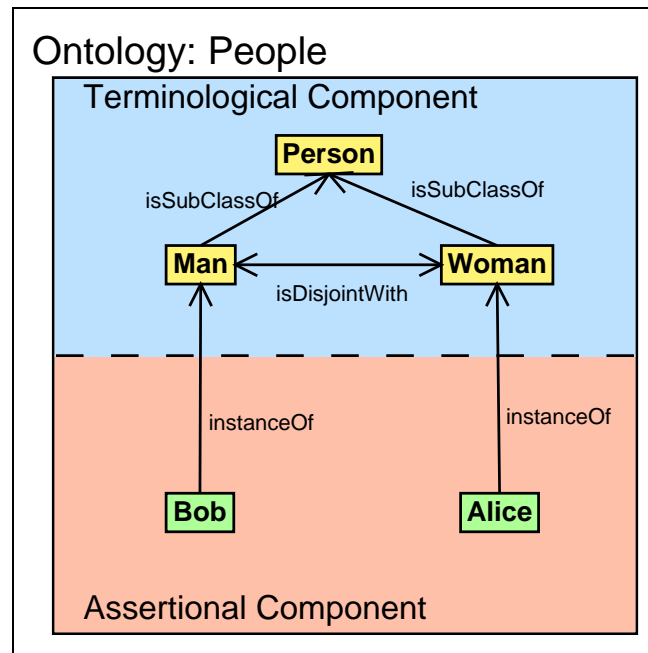 Ontology: People
Terminological Component
Person
isSubClassOf
isSubClassOf
Man
Woman
isDisjointWith
instanceOf
instanceOf
Bob
Alice
Assertional Component